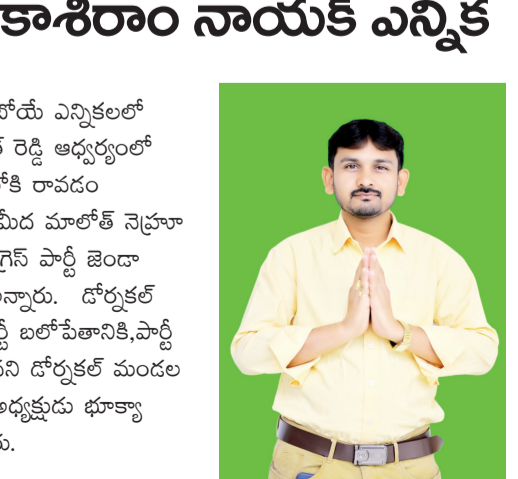 కాశీరాం నాయక్ ఎన్నిక
బోయే ఎన్నికలలో
రెడ్డి ఆధ్వర్యంలో
రావడం
మీద మాలోత్ నెహ్రూ
పార్టీ జెండా
డోర్నకల్
బలోపేతానికి,పార్టీ
డోర్నకల్ మండల
అధ్యక్షుడు భూక్యా